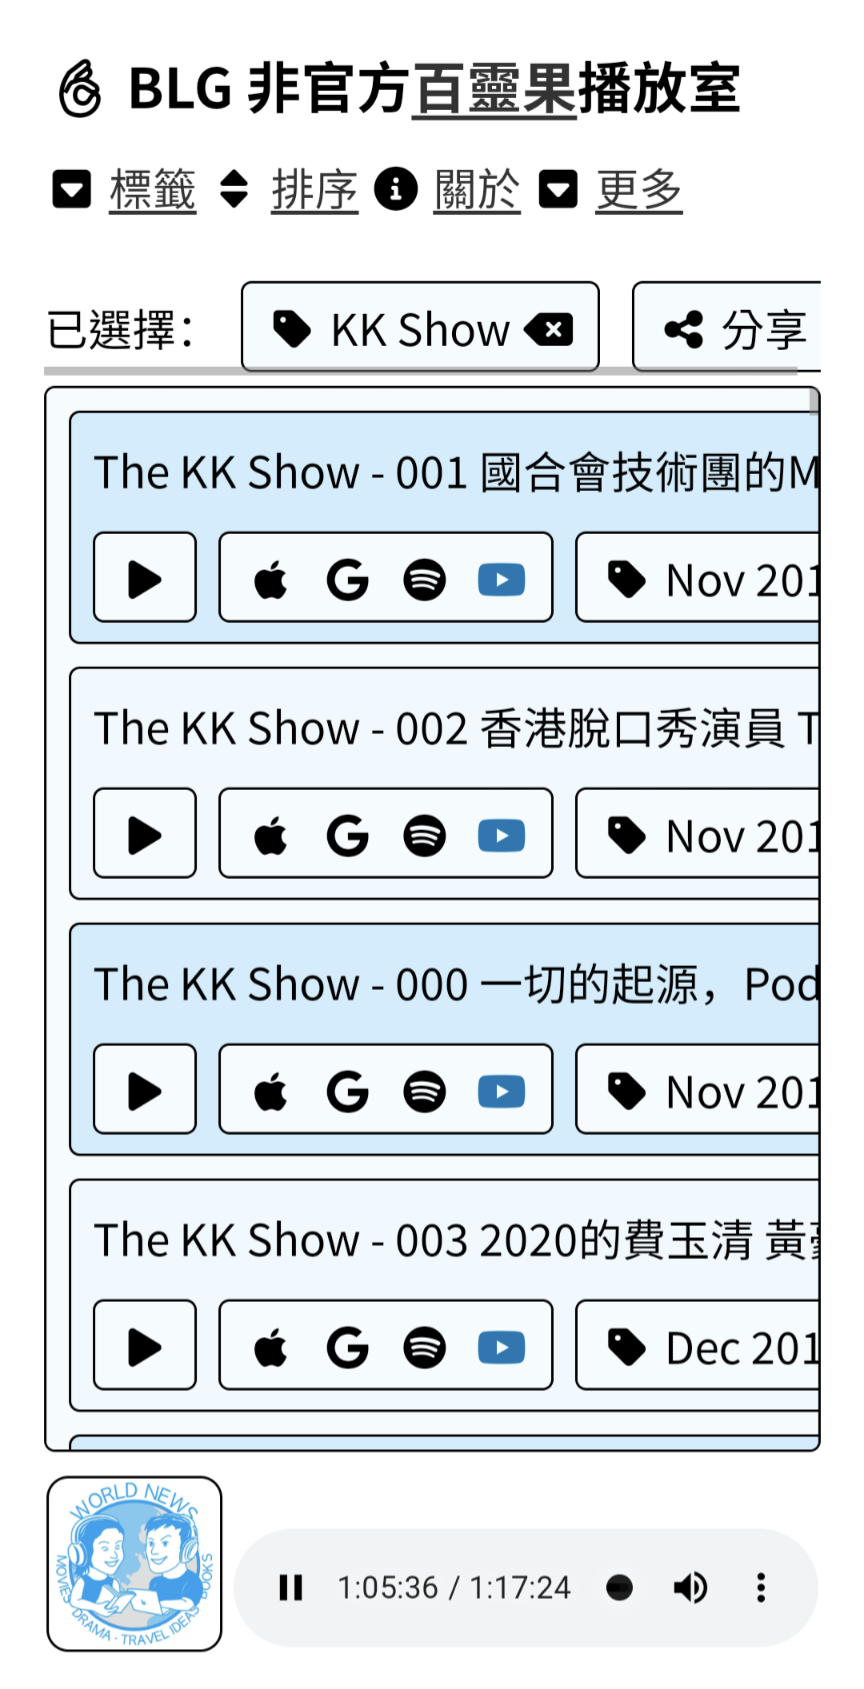 BLG 非官方百靈果播放室
標籤 排序 關於 更多
已選擇： KK Show 分享
The KK Show - 001 國合會技術團的M
Nov 201
The KK Show - 002 香港脫口秀演員 T
Nov 201
The KK Show - 000 一切的起源，Pod
Nov 201
The KK Show - 003 2020的費玉清 黃
Dec 201
WORLD NEWS
MOVIES · DRAMA · TRAVEL IDEAS · BOOKS
1:05:36 / 1:17:24